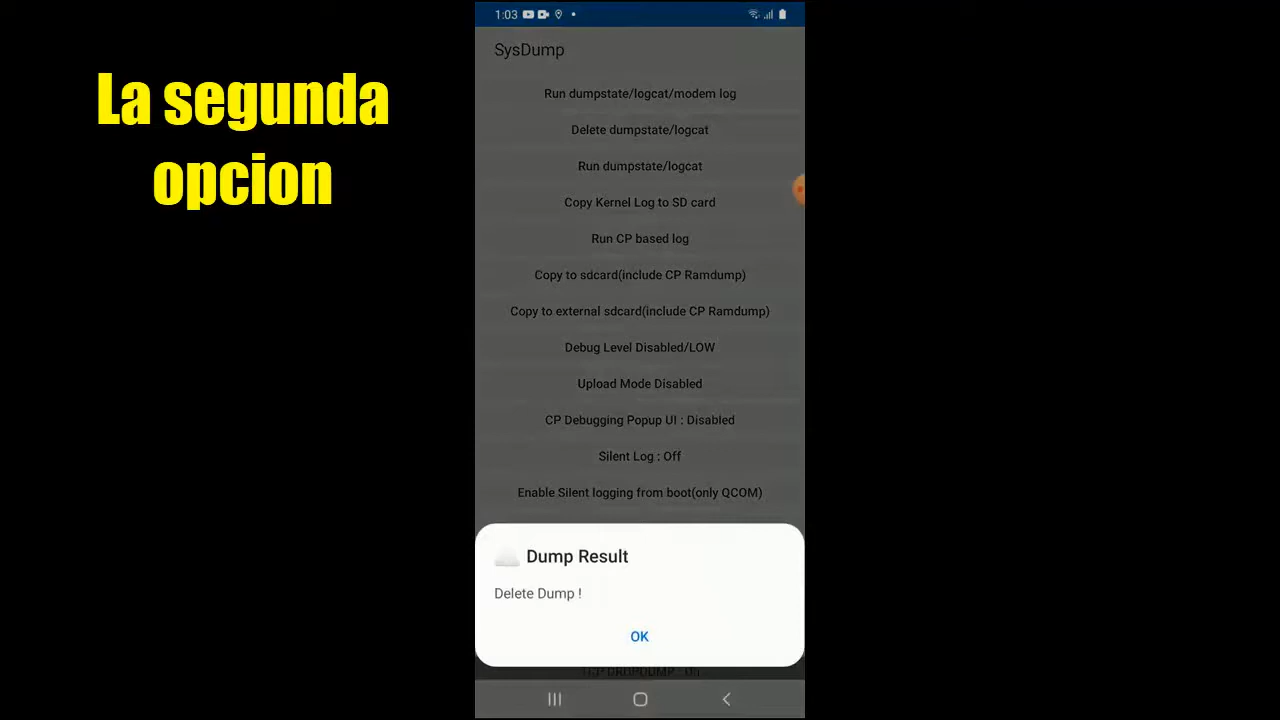 La segunda
opcion
1:03
SysDump
Run dumpstate/logcat/modem log
Delete dumpstate/logcat
Run dumpstate/logcat
Copy Kernel Log to SD card
Run CP based log
Copy to sdcard(include CP Ramdump)
Copy to external sdcard(include CP Ramdump)
Debug Level Disabled/LOW
Upload Mode Disabled
CP Debugging Popup UI : Disabled
Silent Log : Off
Enable Silent logging from boot(only QCOM)
Dump Result
Delete Dump !
OK